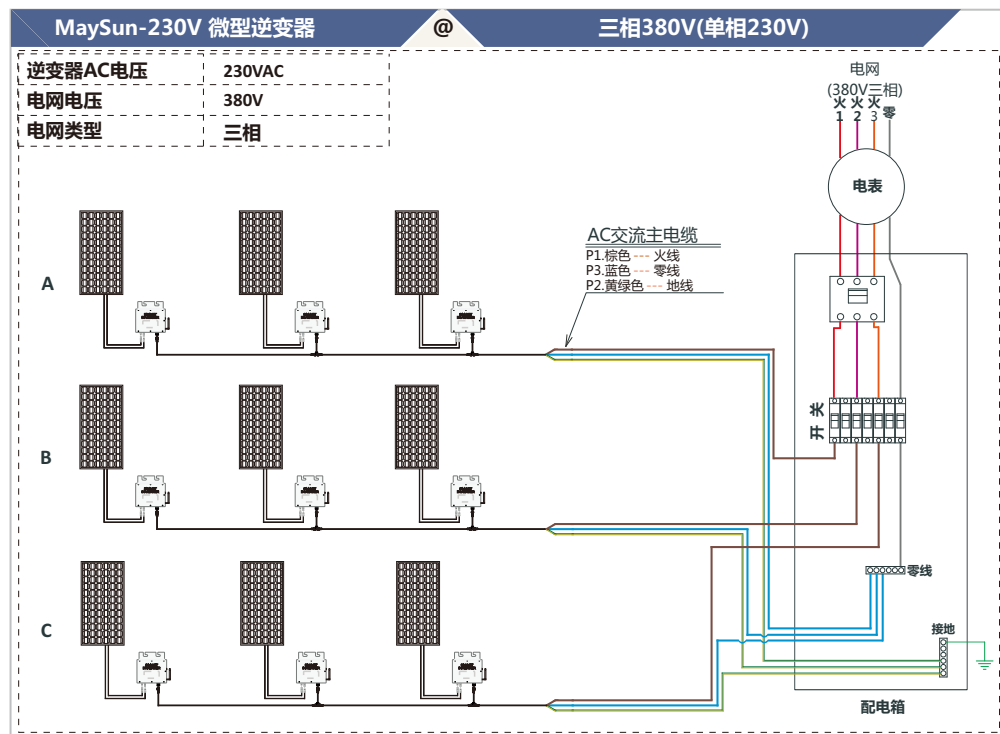 MaySun-230V 微型逆变器
@
三相380V(单相230V)
逆变器AC电压 230VAC
电网电压 380V
电网类型 三相
电网
(380V三相)
火1 火2 火3 零
电表
AC交流主电缆
P1.棕色 --- 火线
P3.蓝色 --- 零线
P2.黄绿色 --- 地线
A
开关
B
零线
C
接地
配电箱